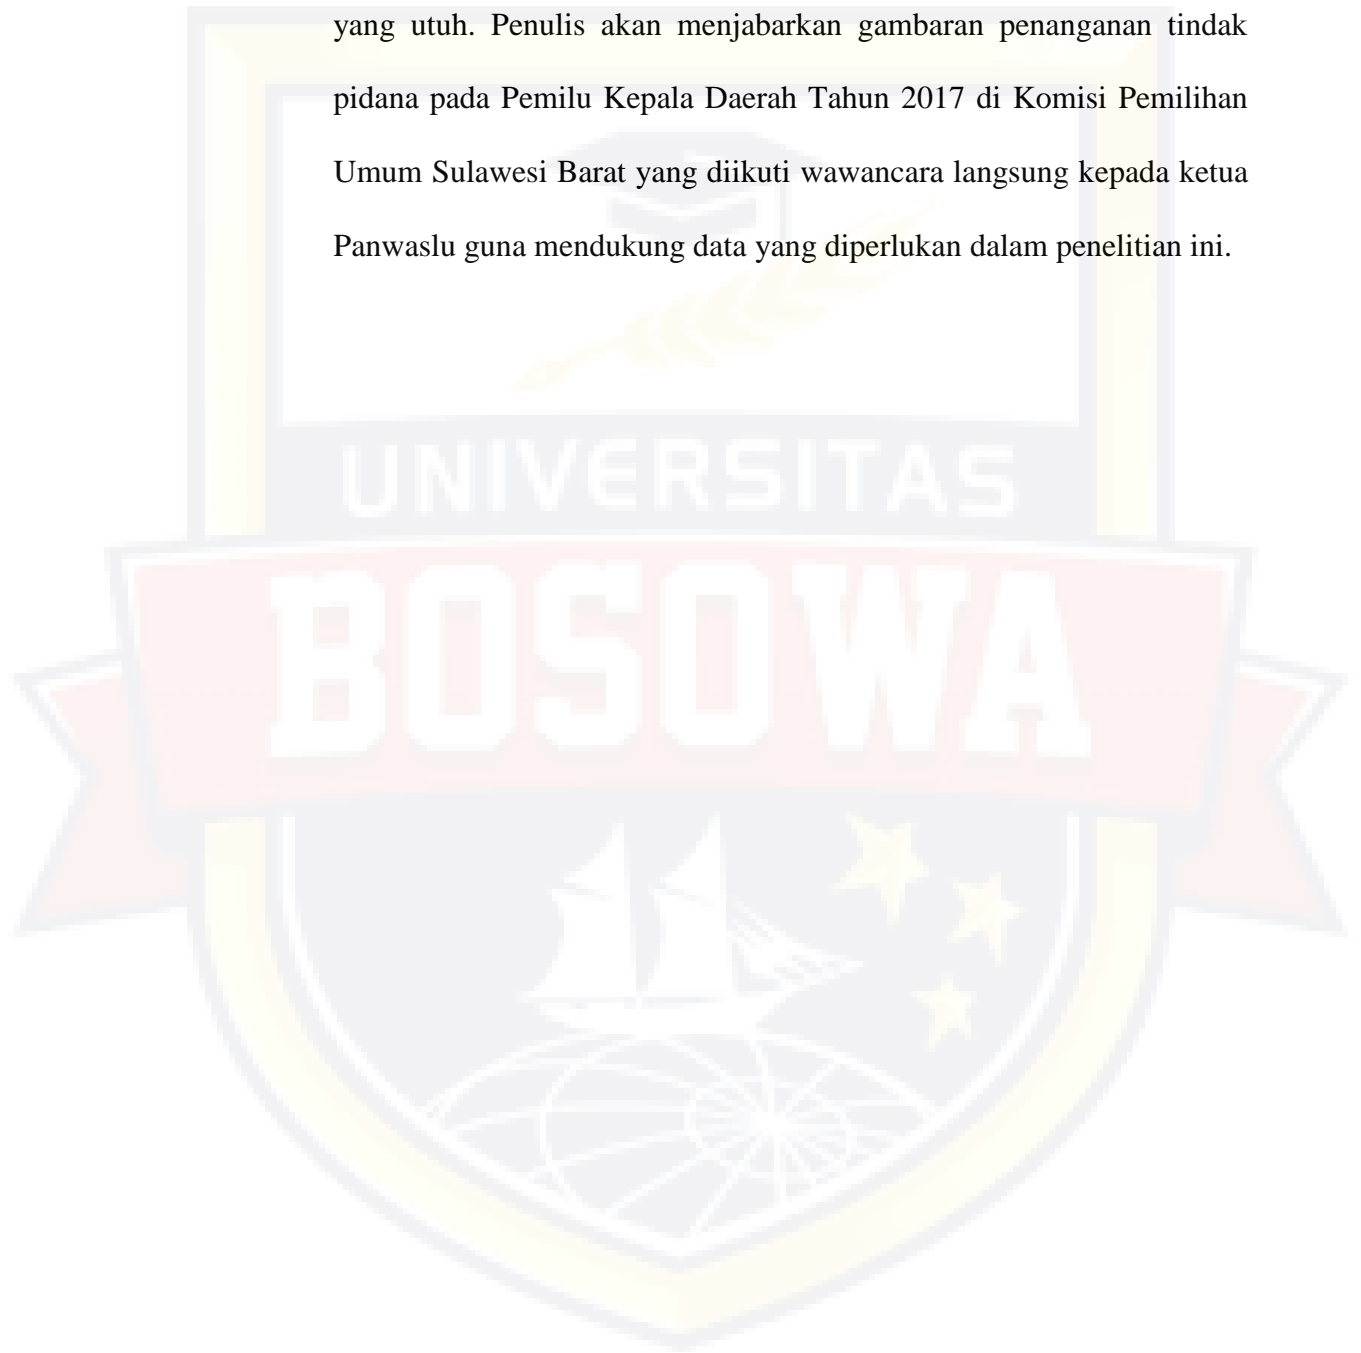 yang utuh. Penulis akan menjabarkan gambaran penanganan tindak
pidana pada Pemilu Kepala Daerah Tahun 2017 di Komisi Pemilihan
Umum Sulawesi Barat yang diikuti wawancara langsung kepada ketua
Panwaslu guna mendukung data yang diperlukan dalam penelitian ini.
UNIVERSITAS
BOSOWA